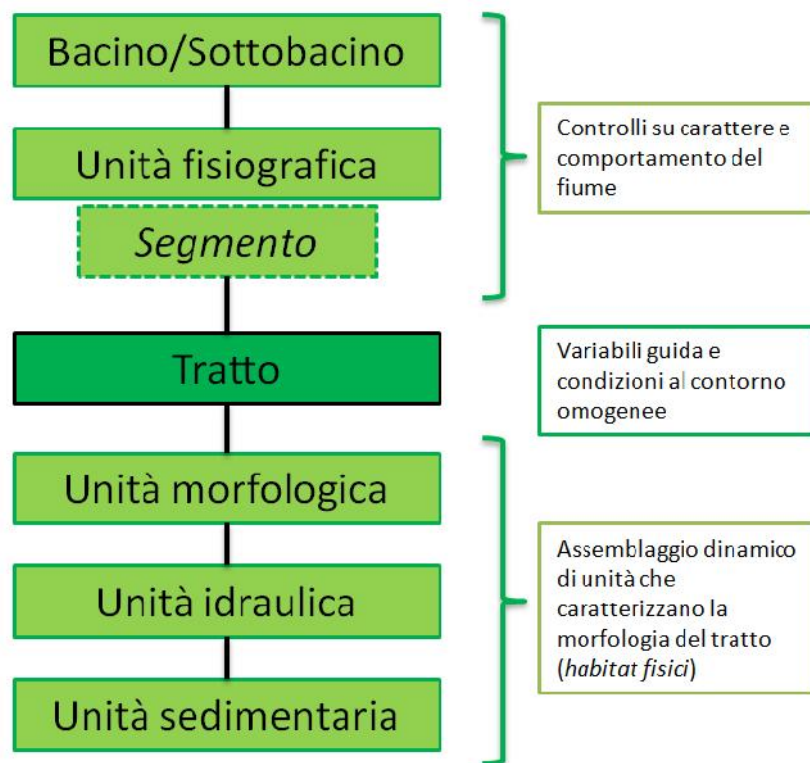 Bacino/Sottobacino
Unità fisiografica
Segmento
Tratto
Unità morfologica
Unità idraulica
Unità sedimentaria
Controlli su carattere e
comportamento del
fiume
Variabili guida e
condizioni al contorno
omogenee
Assemblaggio dinamico
di unità che
caratterizzano la
morfologia del tratto
(habitat fisici)